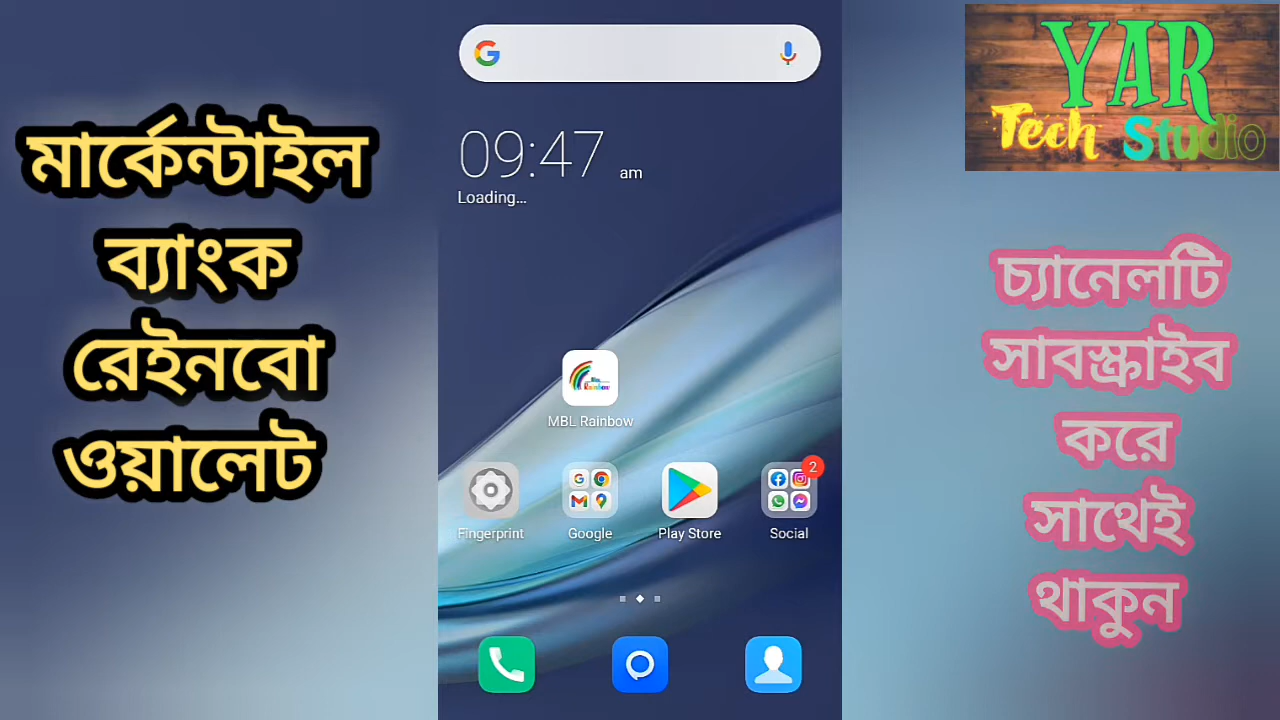 মার্কেন্টাইল
ব্যাংক
রেইনবো
ওয়ালেট
09:47 am
Loading...
MBL Rainbow
Fingerprint
Google
Play Store
2
Social
YAR
Tech Studio
চ্যানেলটি
সাবস্ক্রাইব
করে
সাথেই
থাকুন